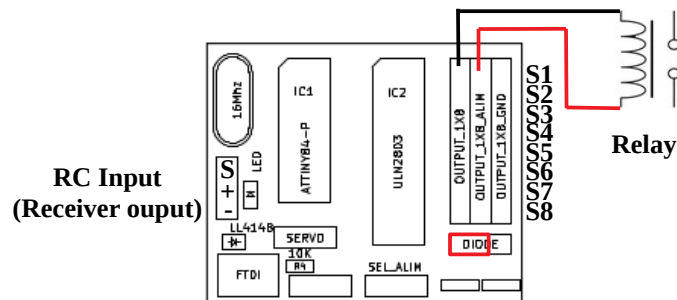 RC Input
(Receiver ouput)
16Mhz
S
+
-
LED
LL4148
FTDI
IC1
ATTINY84-P
SERVO
10K
R4
IC2
ULN2803
SEL_ALIM
OUTPUT_1X8
OUTPUT_1X8_ALIM
OUTPUT_1X8_GND
DIODE
S1
S2
S3
S4
S5
S6
S7
S8
Relay